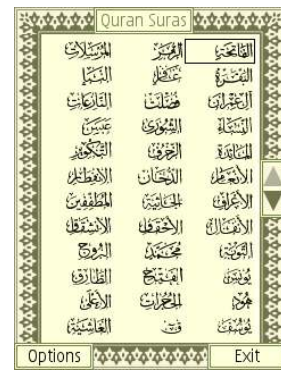 Quran Suras
الفاتحة الزمر المرسلات
البقرة غافر النبأ
آل عمران فصلت النازعات
النساء الشورى عبس
المائدة الزخرف التكوير
الأنعام الدخان الانفطار
الأعراف الجاثية المطففين
الأنفال الأحقاف الانشقاق
التوبة محمد البروج
يونس الفتح الطارق
هود الحجرات الأعلى
يوسف ق الغاشية
Options Exit